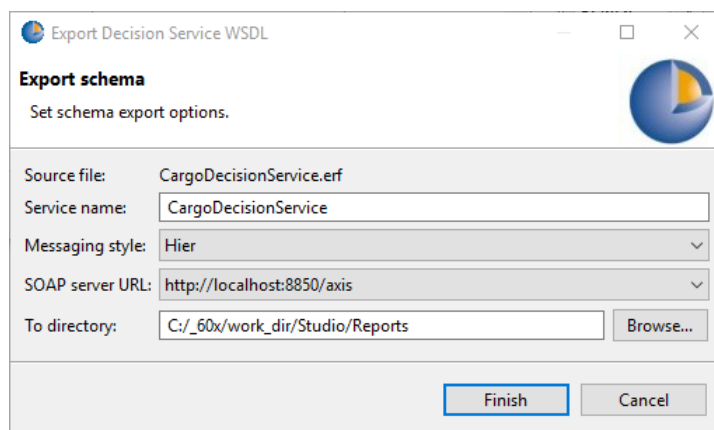 Export Decision Service WSDL
Export schema
Set schema export options.
Source file: CargoDecisionService.erf
Service name: CargoDecisionService
Messaging style: Hier
SOAP server URL: http://localhost:8850/axis
To directory: C:/_60x/work_dir/Studio/Reports Browse...
Finish Cancel